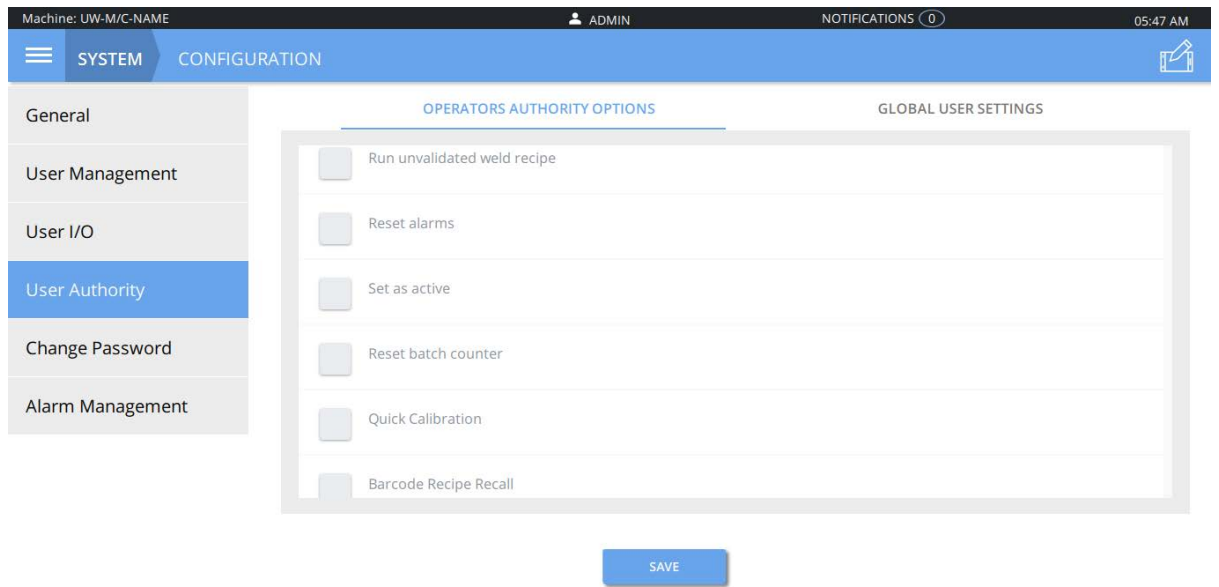 Machine: UW-M/C-NAME ADMIN NOTIFICATIONS 0 05:47 AM
SYSTEM CONFIGURATION
General
User Management
User I/O
User Authority
Change Password
Alarm Management
OPERATORS AUTHORITY OPTIONS GLOBAL USER SETTINGS
Run unvalidated weld recipe
Reset alarms
Set as active
Reset batch counter
Quick Calibration
Barcode Recipe Recall
SAVE